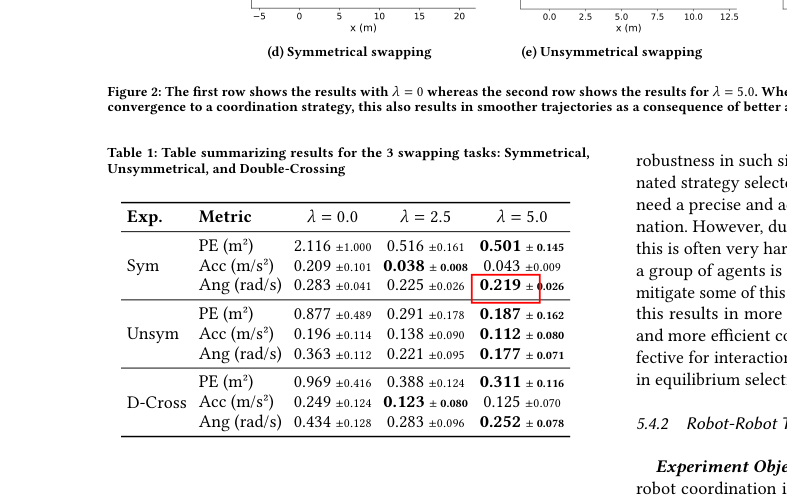 −5 0 5 10 15 20
x (m)
0.0 2.5 5.0 7.5 10.0 12.5
x (m)
(d) Symmetrical swapping
(e) Unsymmetrical swapping
Figure 2: The first row shows the results with λ = 0 whereas the second row shows the results for λ = 5.0. Whe
convergence to a coordination strategy, this also results in smoother trajectories as a consequence of better a
Table 1: Table summarizing results for the 3 swapping tasks: Symmetrical,
Unsymmetrical, and Double-Crossing
Exp. Metric λ = 0.0 λ = 2.5 λ = 5.0
PE (m²) 2.116 ±1.000 0.516 ±0.161 0.501 ± 0.145
Sym Acc (m/s²) 0.209 ±0.101 0.038 ± 0.008 0.043 ±0.009
Ang (rad/s) 0.283 ±0.041 0.225 ±0.026 0.219 ± 0.026
PE (m²) 0.877 ±0.489 0.291 ±0.178 0.187 ± 0.162
Unsym Acc (m/s²) 0.196 ±0.114 0.138 ±0.090 0.112 ± 0.080
Ang (rad/s) 0.363 ±0.112 0.221 ±0.095 0.177 ± 0.071
PE (m²) 0.969 ±0.416 0.388 ±0.124 0.311 ± 0.116
D-Cross Acc (m/s²) 0.249 ±0.124 0.123 ± 0.080 0.125 ±0.070
Ang (rad/s) 0.434 ±0.128 0.283 ±0.096 0.252 ± 0.078
robustness in such si
nated strategy selecte
need a precise and a
nation. However, du
this is often very har
a group of agents is
mitigate some of this
this results in more
and more efficient co
fective for interaction
in equilibrium select
5.4.2 Robot-Robot T
Experiment Obje
robot coordination i